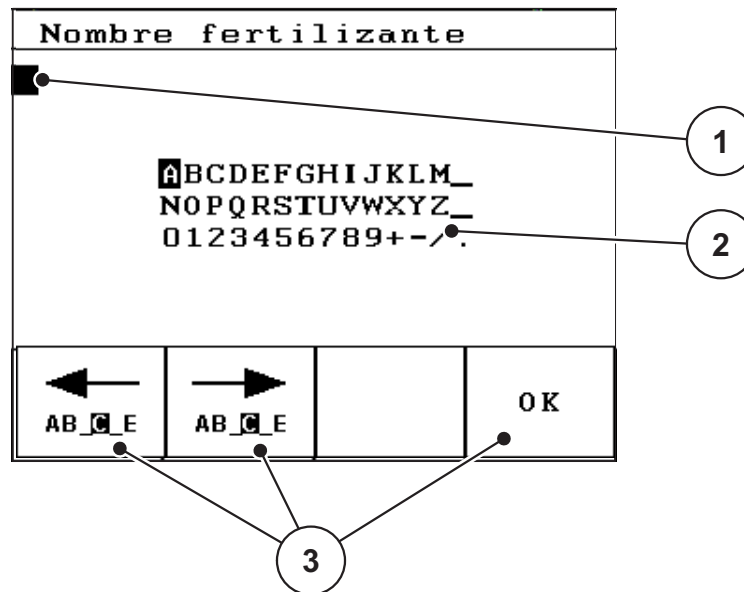 Nombre fertilizante
1
ABCDEFGHIJKLM_
NOPQRSTUVWXYZ_
0123456789+-/.
2
AB_C_E
AB_C_E
OK
3